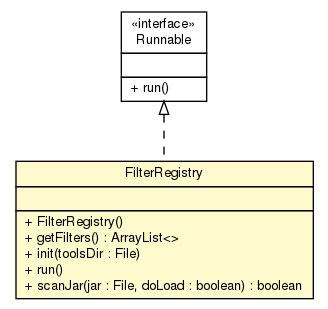 «interface»
Runnable
+ run()
FilterRegistry
+ FilterRegistry()
+ getFilters() : ArrayList<>
+ init(toolsDir : File)
+ run()
+ scanJar(jar : File, doLoad : boolean) : boolean